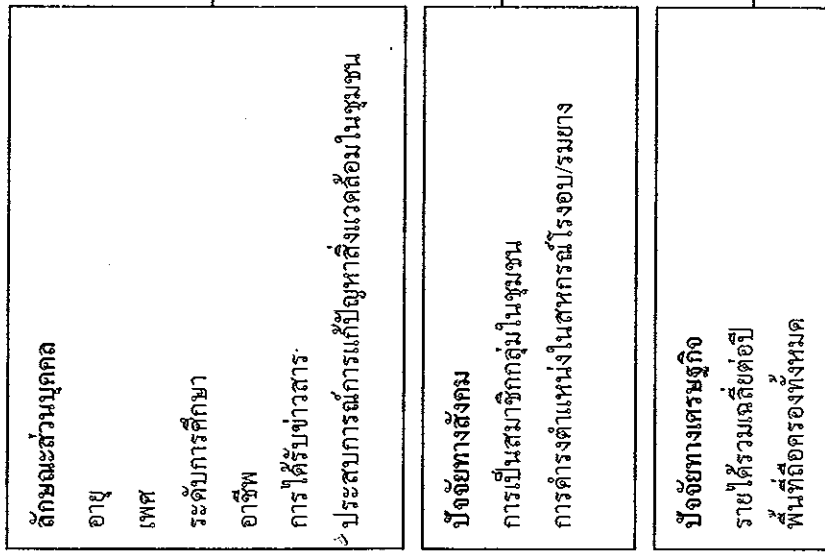 ลักษณะส่วนบุคคล
อายุ
เพศ
ระดับการศึกษา
อาชีพ
การได้รับข่าวสาร
ประสบการณ์การแก้ปัญหาสิ่งแวดล้อมในชุมชน
ปัจจัยทางสังคม
การเป็นสมาชิกกลุ่มในชุมชน
การดำรงตำแหน่งในสหกรณ์โรงอบ/รมยาง
ปัจจัยทางเศรษฐกิจ
รายได้รวมเฉลี่ยต่อปี
พื้นที่ถือครองทั้งหมด